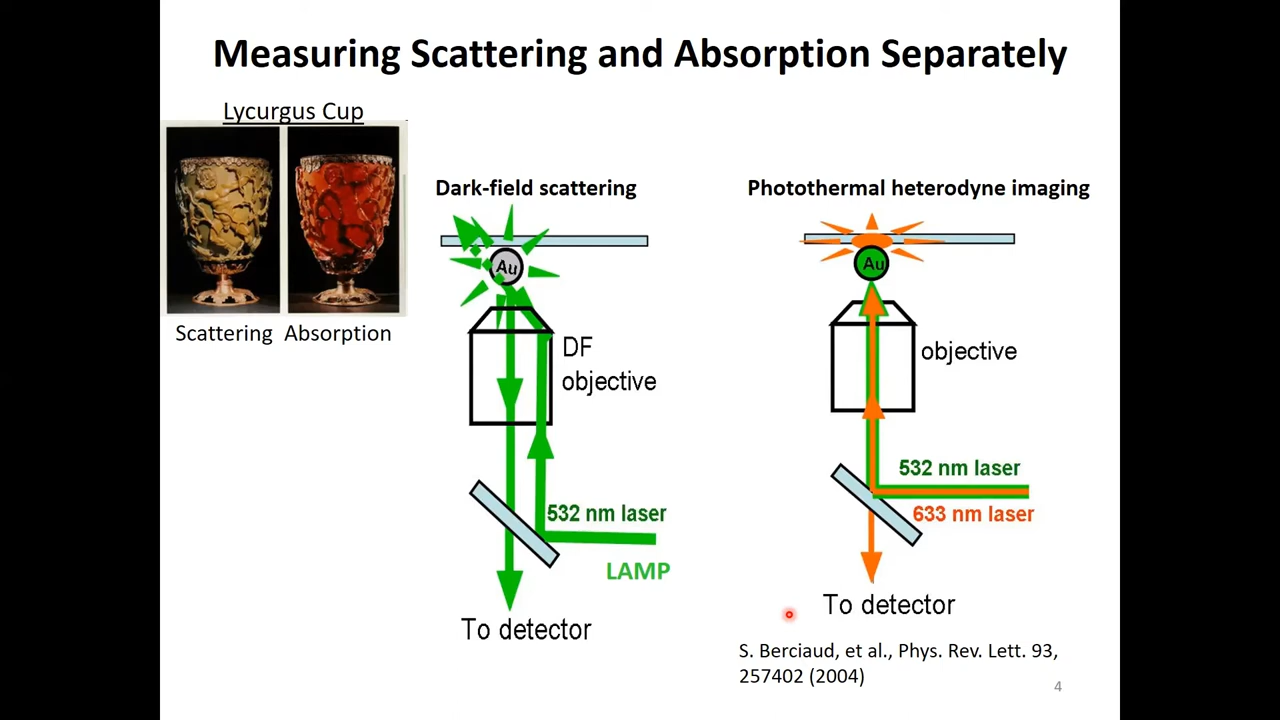 Measuring Scattering and Absorption Separately
Lycurgus Cup
Scattering Absorption
Dark-field scattering
Au
DF
objective
532 nm laser
LAMP
To detector
Photothermal heterodyne imaging
Au
objective
532 nm laser
633 nm laser
To detector
S. Berciaud, et al., Phys. Rev. Lett. 93,
257402 (2004)
4